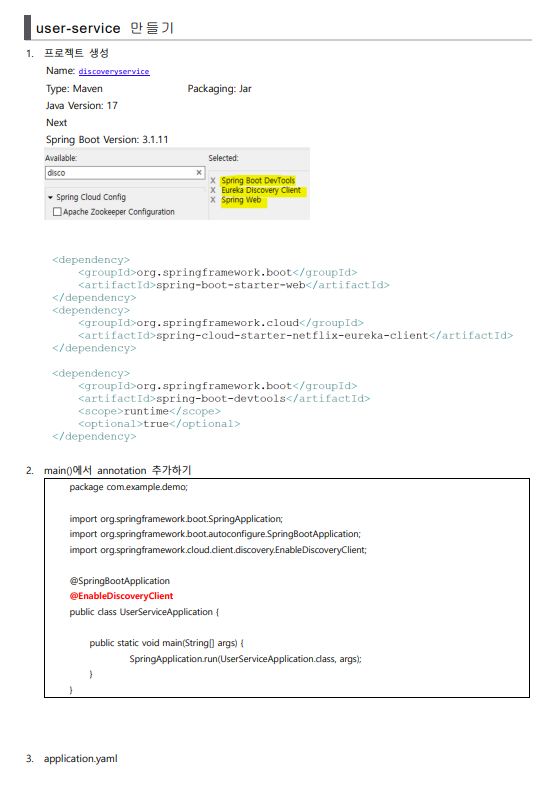 user-service 만들기
1. 프로젝트 생성
Name: discoveryservice
Type: Maven Packaging: Jar
Java Version: 17
Next
Spring Boot Version: 3.1.11
Available: Selected:
disco ×
X Spring Boot DevTools
X Eureka Discovery Client
Spring Cloud Config X Spring Web
Apache Zookeeper Configuration
<dependency>
<groupId>org.springframework.boot</groupId>
<artifactId>spring-boot-starter-web</artifactId>
</dependency>
<dependency>
<groupId>org.springframework.cloud</groupId>
<artifactId>spring-cloud-starter-netflix-eureka-client</artifactId>
</dependency>
<dependency>
<groupId>org.springframework.boot</groupId>
<artifactId>spring-boot-devtools</artifactId>
<scope>runtime</scope>
<optional>true</optional>
</dependency>
2. main()에서 annotation 추가하기
package com.example.demo;
import org.springframework.boot.SpringApplication;
import org.springframework.boot.autoconfigure.SpringBootApplication;
import org.springframework.cloud.client.discovery.EnableDiscoveryClient;
@SpringBootApplication
@EnableDiscoveryClient
public class UserServiceApplication {
public static void main(String[] args) {
SpringApplication.run(UserServiceApplication.class, args);
}
}
3. application.yaml